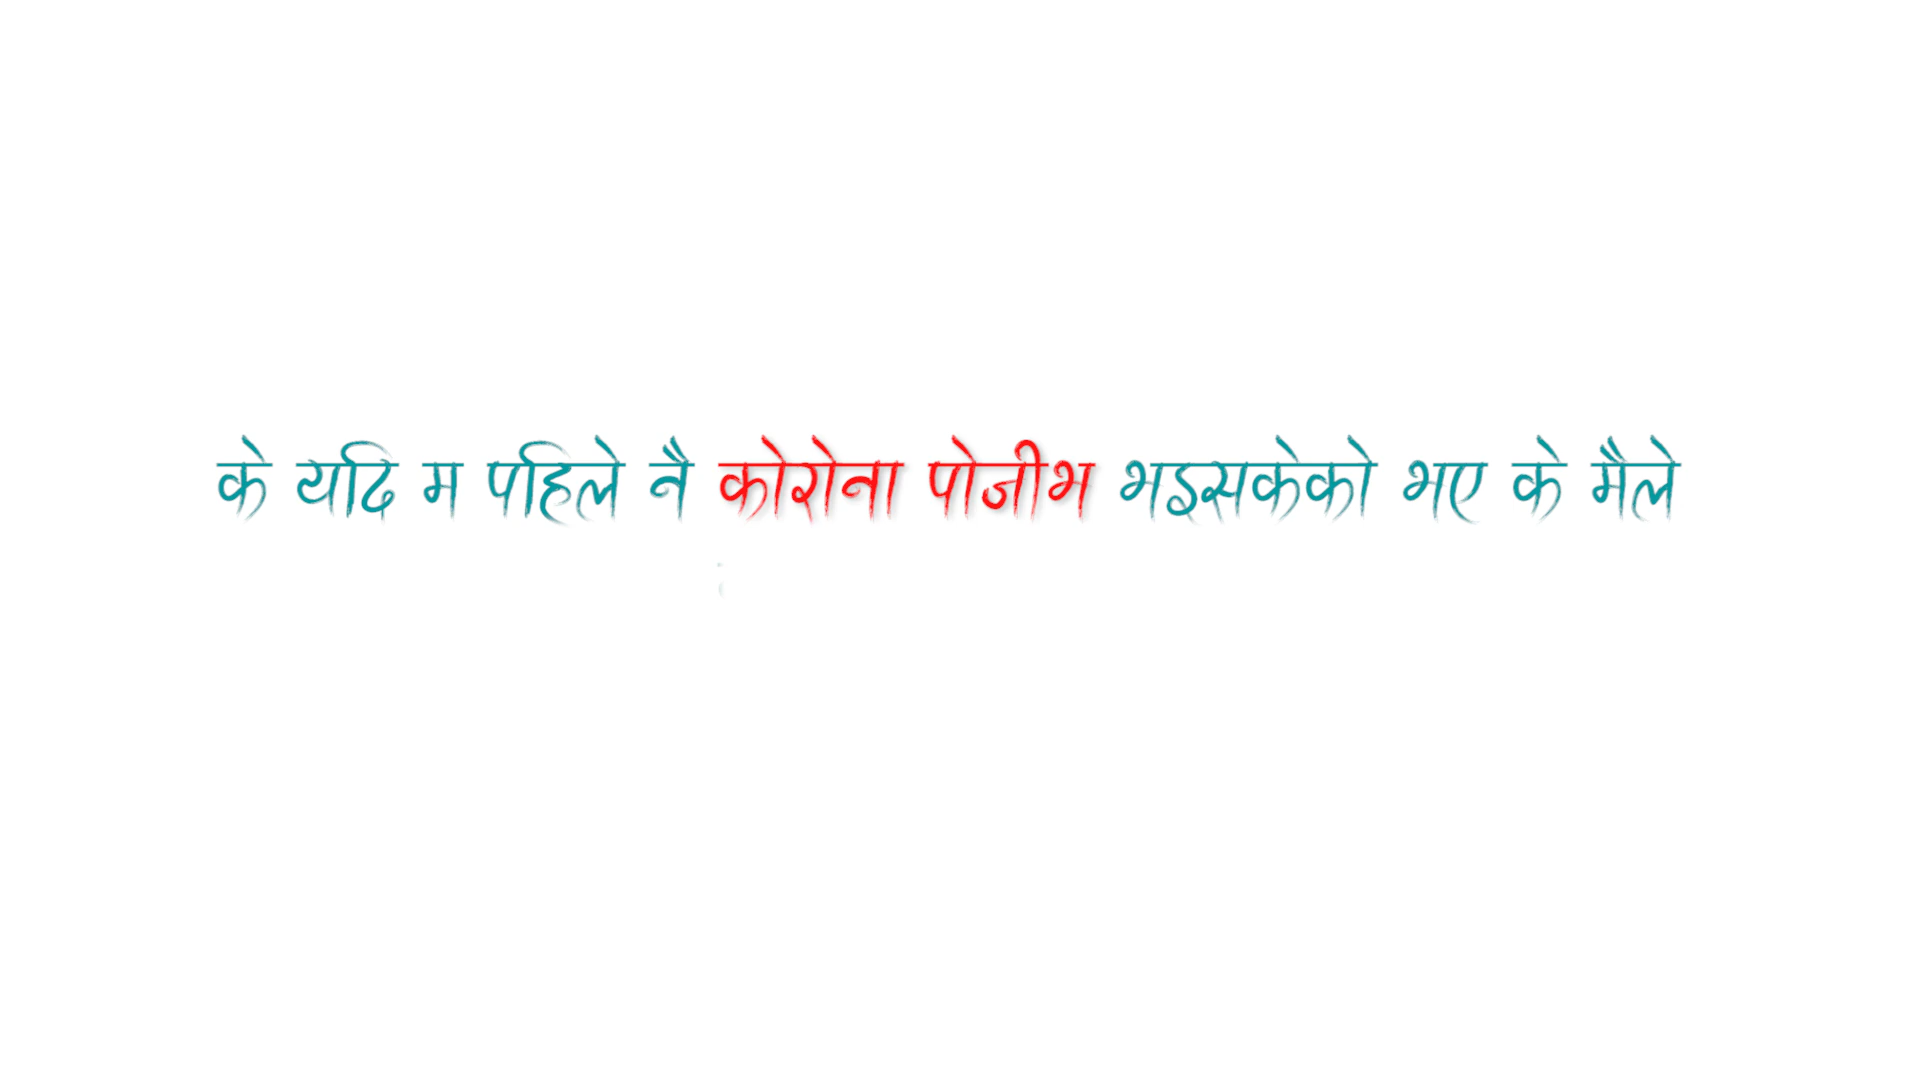 के यदि म पहिले नै कोरोना पोजीभ भइसकेको भए के मैले